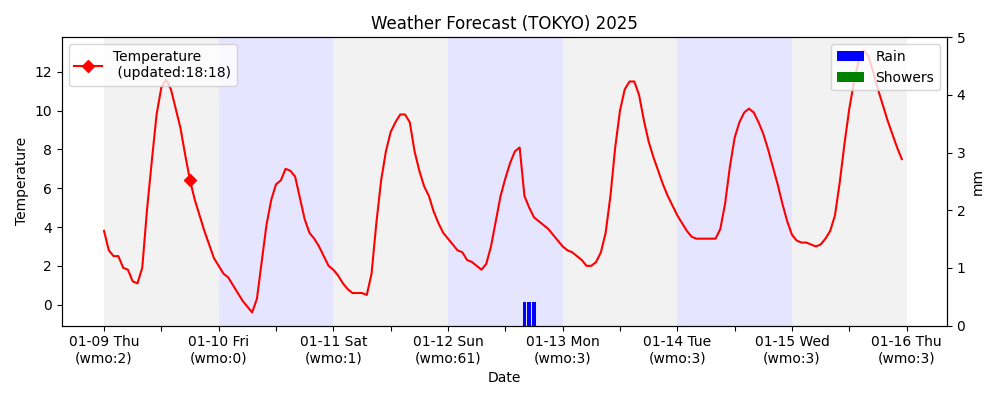 Weather Forecast (TOKYO) 2025
Temperature
(updated:18:18)
Rain
Showers
Temperature
12
10
8
6
4
2
0
5
4
3
2
1
0
mm
01-09 Thu
(wmo:2)
01-10 Fri
(wmo:0)
01-11 Sat
(wmo:1)
01-12 Sun
(wmo:61)
01-13 Mon
(wmo:3)
01-14 Tue
(wmo:3)
01-15 Wed
(wmo:3)
01-16 Thu
(wmo:3)
Date